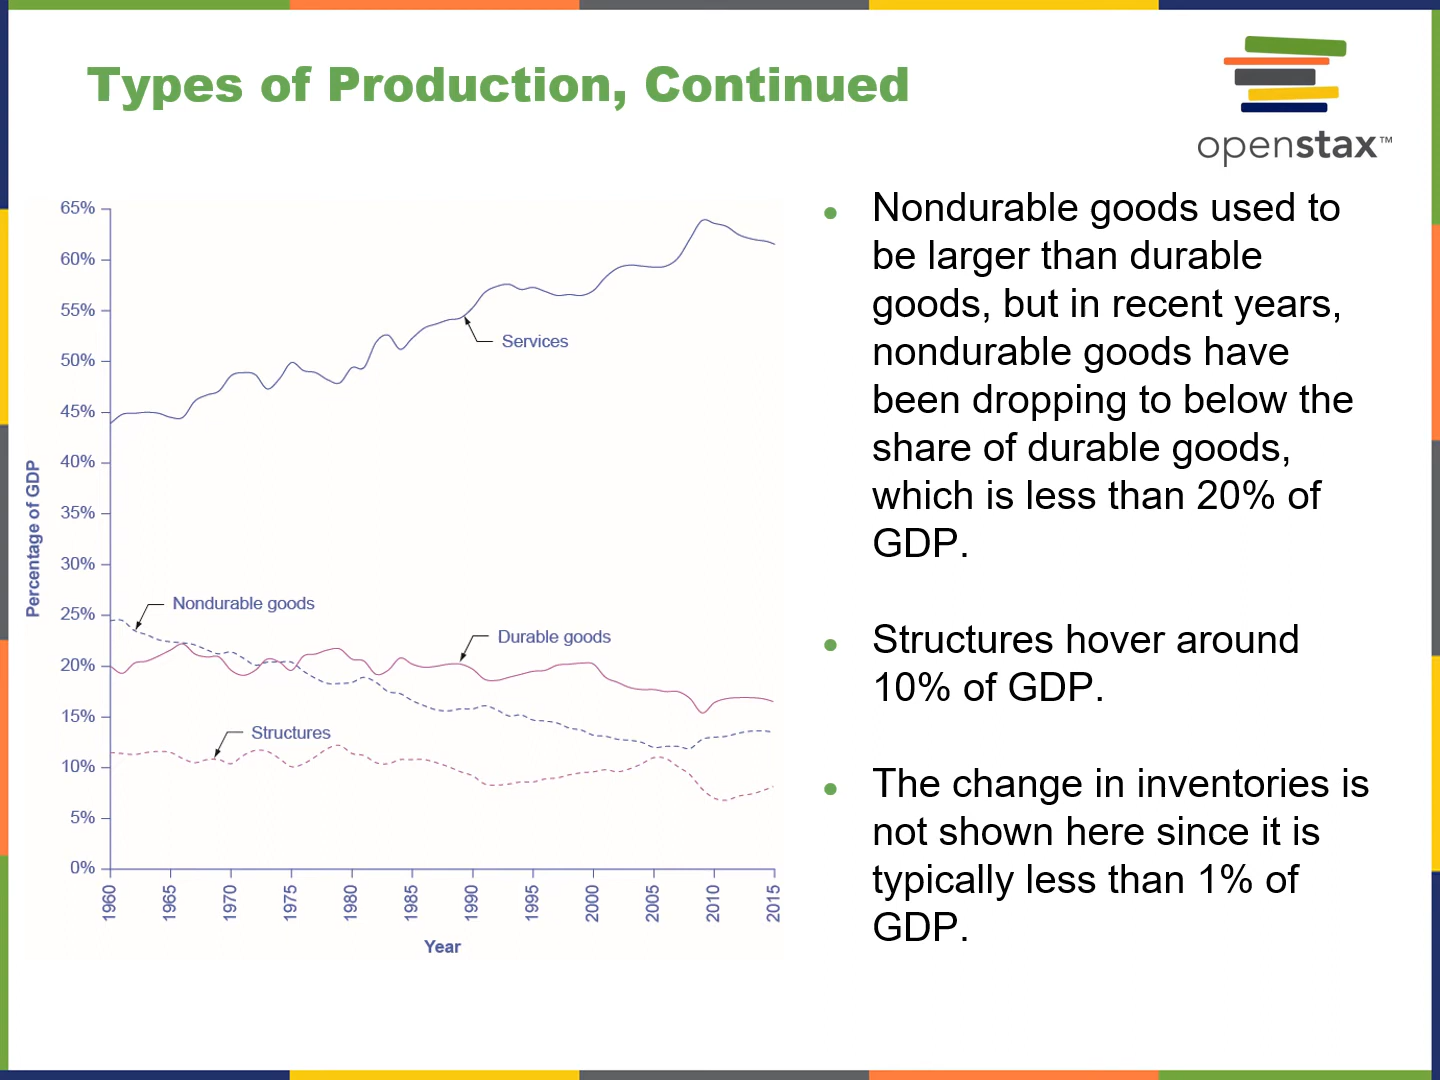 Types of Production, Continued
openstax™
65%
60%
55%
50%
45%
40%
35%
30%
25%
20%
15%
10%
5%
0%
Percentage of GDP
Services
Nondurable goods
Durable goods
Structures
1960
1965
1970
1975
1980
1985
1990
1995
2000
2005
2010
2015
Year
• Nondurable goods used to
be larger than durable
goods, but in recent years,
nondurable goods have
been dropping to below the
share of durable goods,
which is less than 20% of
GDP.
• Structures hover around
10% of GDP.
• The change in inventories is
not shown here since it is
typically less than 1% of
GDP.